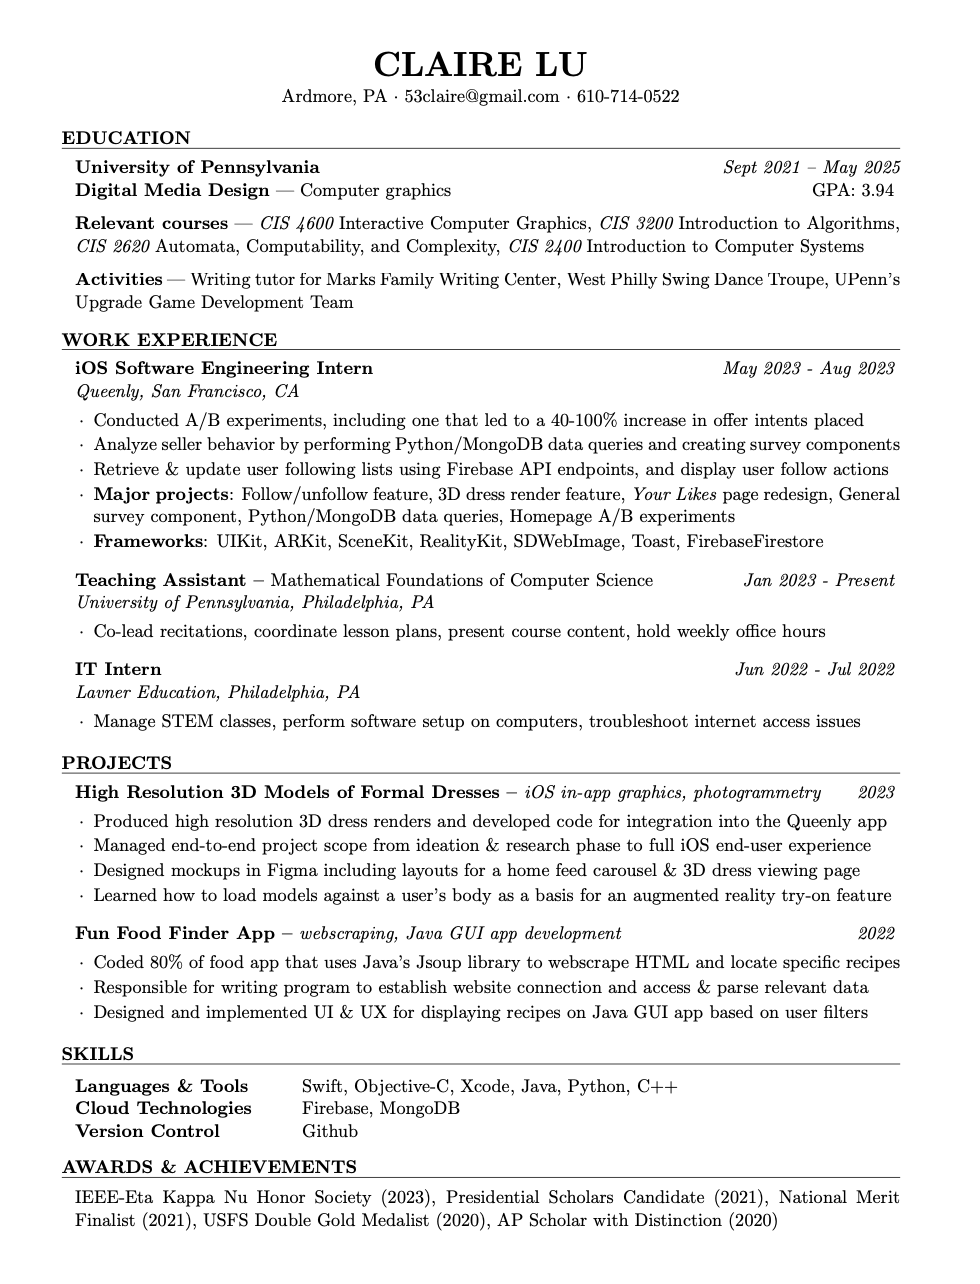 CLAIRE LU
Ardmore, PA · 53claire@gmail.com · 610-714-0522
EDUCATION
University of Pennsylvania Sept 2021 – May 2025
Digital Media Design — Computer graphics GPA: 3.94
Relevant courses — CIS 4600 Interactive Computer Graphics, CIS 3200 Introduction to Algorithms,
CIS 2620 Automata, Computability, and Complexity, CIS 2400 Introduction to Computer Systems
Activities — Writing tutor for Marks Family Writing Center, West Philly Swing Dance Troupe, UPenn's
Upgrade Game Development Team
WORK EXPERIENCE
iOS Software Engineering Intern May 2023 - Aug 2023
Queenly, San Francisco, CA
· Conducted A/B experiments, including one that led to a 40-100% increase in offer intents placed
· Analyze seller behavior by performing Python/MongoDB data queries and creating survey components
· Retrieve & update user following lists using Firebase API endpoints, and display user follow actions
· Major projects: Follow/unfollow feature, 3D dress render feature, Your Likes page redesign, General
survey component, Python/MongoDB data queries, Homepage A/B experiments
· Frameworks: UIKit, ARKit, SceneKit, RealityKit, SDWebImage, Toast, FirebaseFirestore
Teaching Assistant – Mathematical Foundations of Computer Science Jan 2023 - Present
University of Pennsylvania, Philadelphia, PA
· Co-lead recitations, coordinate lesson plans, present course content, hold weekly office hours
IT Intern Jun 2022 - Jul 2022
Lavner Education, Philadelphia, PA
· Manage STEM classes, perform software setup on computers, troubleshoot internet access issues
PROJECTS
High Resolution 3D Models of Formal Dresses – iOS in-app graphics, photogrammetry 2023
· Produced high resolution 3D dress renders and developed code for integration into the Queenly app
· Managed end-to-end project scope from ideation & research phase to full iOS end-user experience
· Designed mockups in Figma including layouts for a home feed carousel & 3D dress viewing page
· Learned how to load models against a user's body as a basis for an augmented reality try-on feature
Fun Food Finder App – webscraping, Java GUI app development 2022
· Coded 80% of food app that uses Java's Jsoup library to webscrape HTML and locate specific recipes
· Responsible for writing program to establish website connection and access & parse relevant data
· Designed and implemented UI & UX for displaying recipes on Java GUI app based on user filters
SKILLS
Languages & Tools Swift, Objective-C, Xcode, Java, Python, C++
Cloud Technologies Firebase, MongoDB
Version Control Github
AWARDS & ACHIEVEMENTS
IEEE-Eta Kappa Nu Honor Society (2023), Presidential Scholars Candidate (2021), National Merit
Finalist (2021), USFS Double Gold Medalist (2020), AP Scholar with Distinction (2020)